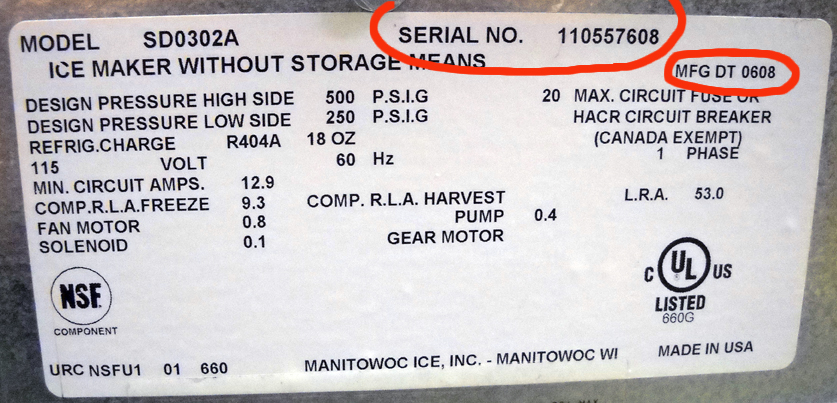 MODEL SD0302A SERIAL NO. 110557608
ICE MAKER WITHOUT STORAGE MEANS
MFG DT 0608
DESIGN PRESSURE HIGH SIDE 500 P.S.I.G 20 MAX. CIRCUIT FUSE OR
DESIGN PRESSURE LOW SIDE 250 P.S.I.G HACR CIRCUIT BREAKER
REFRIG.CHARGE R404A 18 OZ (CANADA EXEMPT)
115 VOLT 60 Hz 1 PHASE
MIN. CIRCUIT AMPS. 12.9
COMP.R.L.A.FREEZE 9.3 COMP. R.L.A. HARVEST L.R.A. 53.0
FAN MOTOR 0.8 PUMP 0.4
SOLENOID 0.1 GEAR MOTOR
NSF
COMPONENT
C UL US
LISTED
660G
URC NSFU1 01 660 MANITOWOC ICE, INC. - MANITOWOC WI MADE IN USA